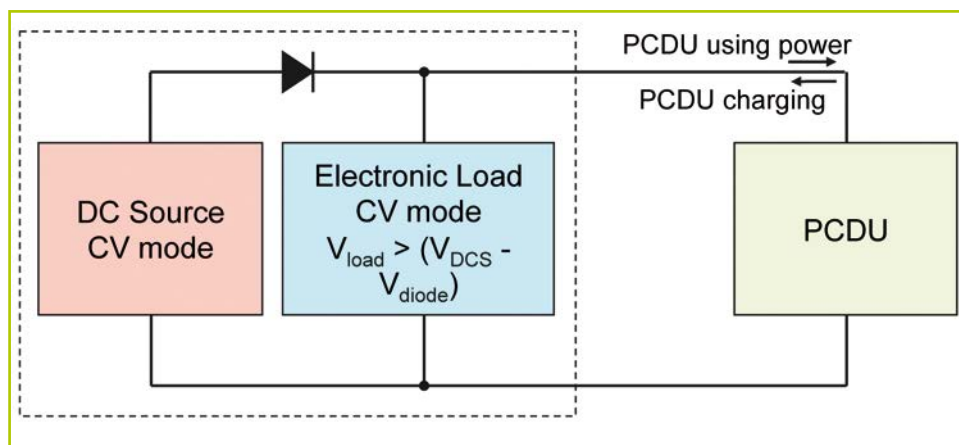 PCDU using power
PCDU charging
DC Source
CV mode
Electronic Load
CV mode
Vload > (VDCS -
Vdiode)
PCDU